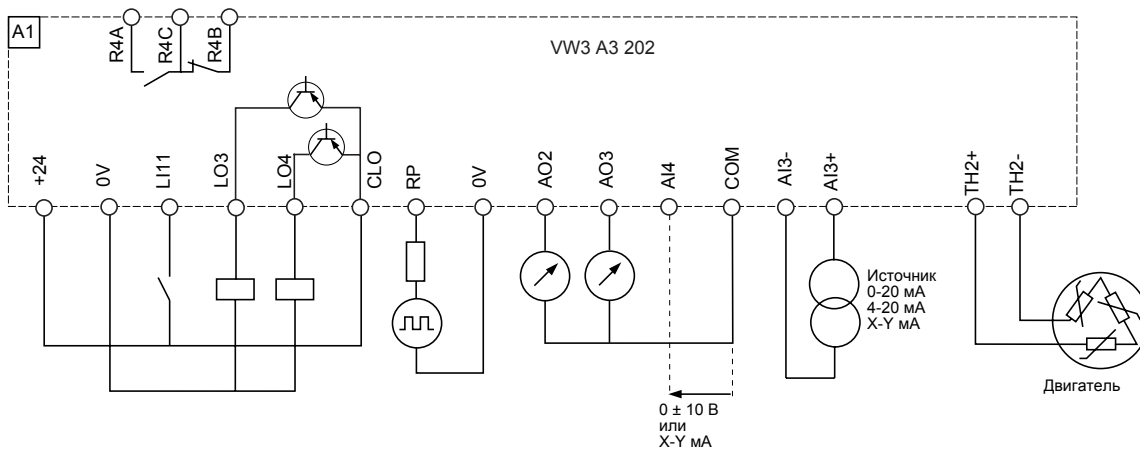 A1
R4A
R4C
R4B
VW3 A3 202
+24
0V
LI11
LO3
LO4
CLO
RP
0V
AO2
AO3
AI4
COM
AI3-
AI3+
TH2+
TH2-
Источник
0-20 мА
4-20 мА
X-Y мА
Двигатель
0 ± 10 В
или
X-Y мА